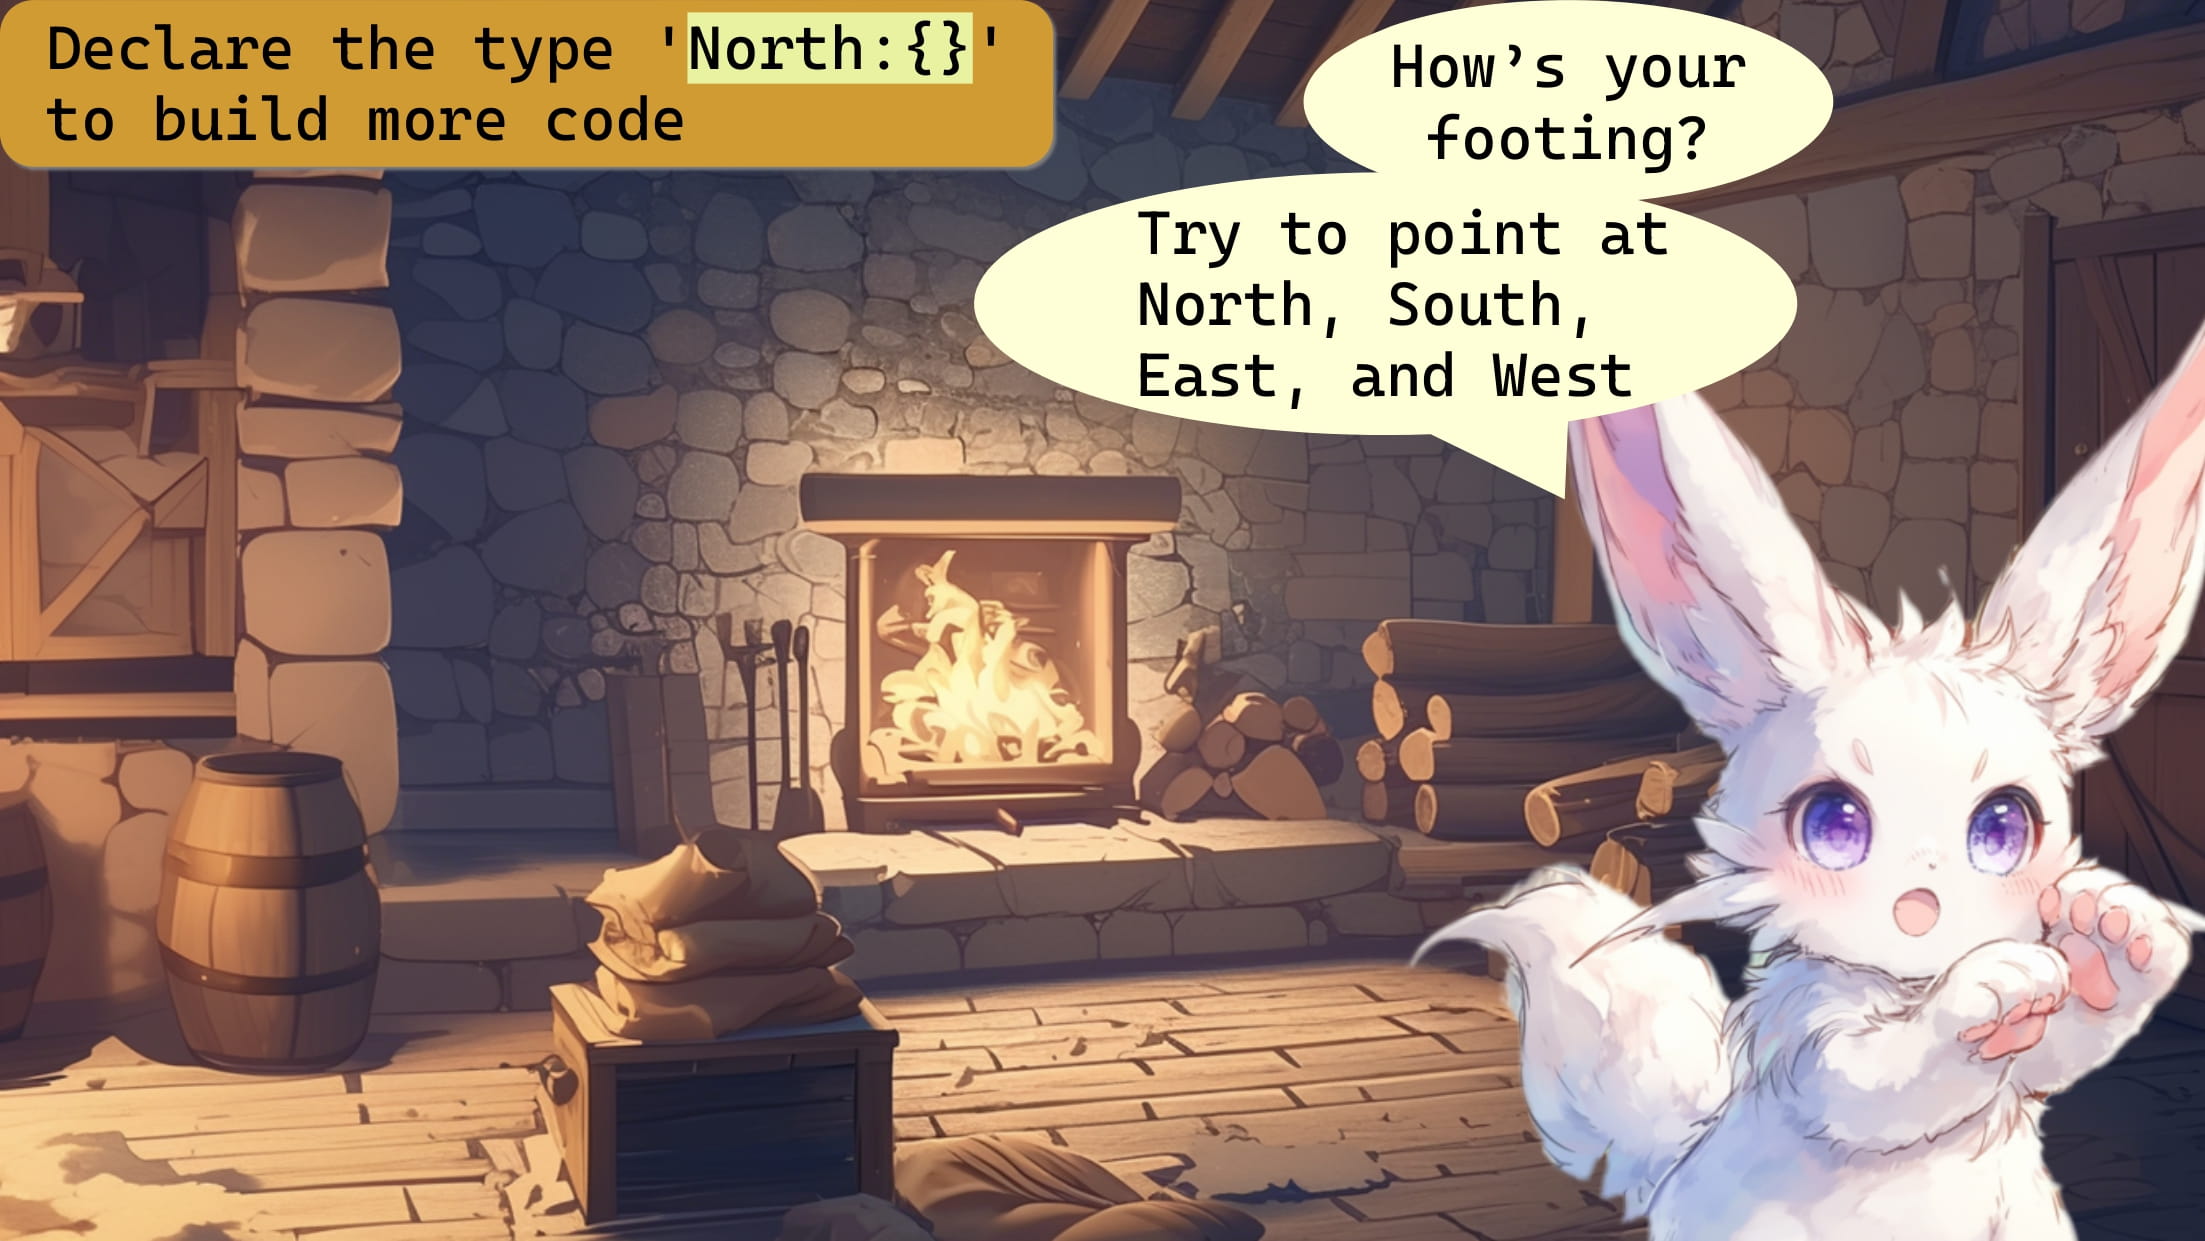 Declare the type 'North:{}'
to build more code
How’s your
footing?
Try to point at
North, South,
East, and West